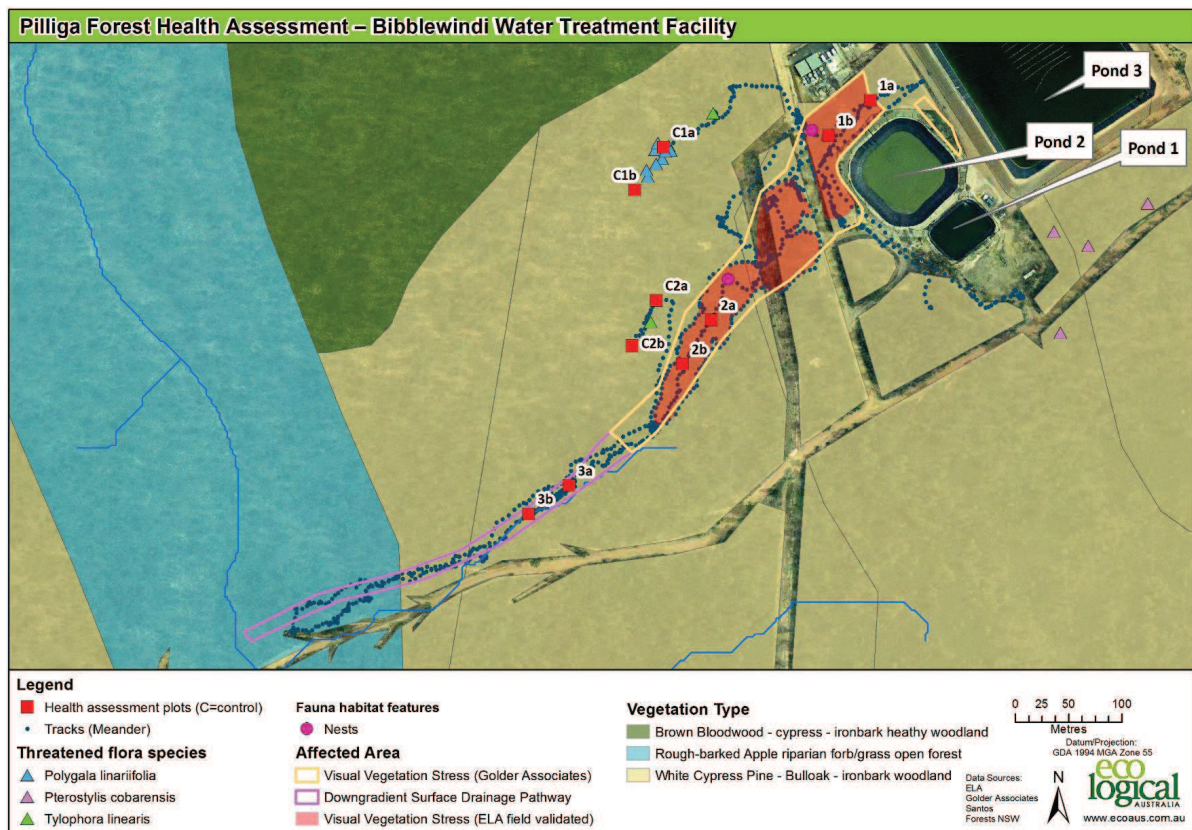 Pilliga Forest Health Assessment – Bibblewindi Water Treatment Facility
Pond 3
1a
1b
Pond 2
Pond 1
C1a
C1b
C2a
2a
C2b
2b
3a
3b
Legend
Health assessment plots (C=control)
Tracks (Meander)
Threatened flora species
Polygala linariifolia
Pterostylis cobarensis
Tylophora linearis
Fauna habitat features
Nests
Affected Area
Visual Vegetation Stress (Golder Associates)
Downgradient Surface Drainage Pathway
Visual Vegetation Stress (ELA field validated)
Vegetation Type
Brown Bloodwood - cypress - ironbark heathy woodland
Rough-barked Apple riparian forb/grass open forest
White Cypress Pine - Bulloak - ironbark woodland
0 25 50 100
Metres
Datum/Projection:
GDA 1994 MGA Zone 55
Data Sources:
ELA
Golder Associates
Santos
Forests NSW
N
eco
logical
AUSTRALIA
www.ecoaus.com.au